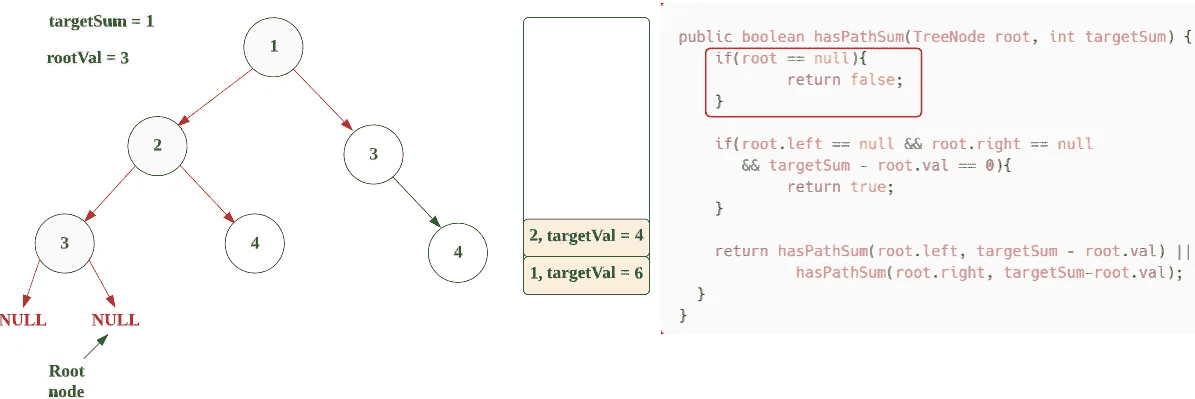 targetSum = 1
rootVal = 3
1
2
3
3
4
4
NULL
NULL
Root
node
2, targetVal = 4
1, targetVal = 6
public boolean hasPathSum(TreeNode root, int targetSum) {
if(root == null){
return false;
}
if(root.left == null && root.right == null
&& targetSum - root.val == 0){
return true;
}
return hasPathSum(root.left, targetSum - root.val) ||
hasPathSum(root.right, targetSum-root.val);
}
}